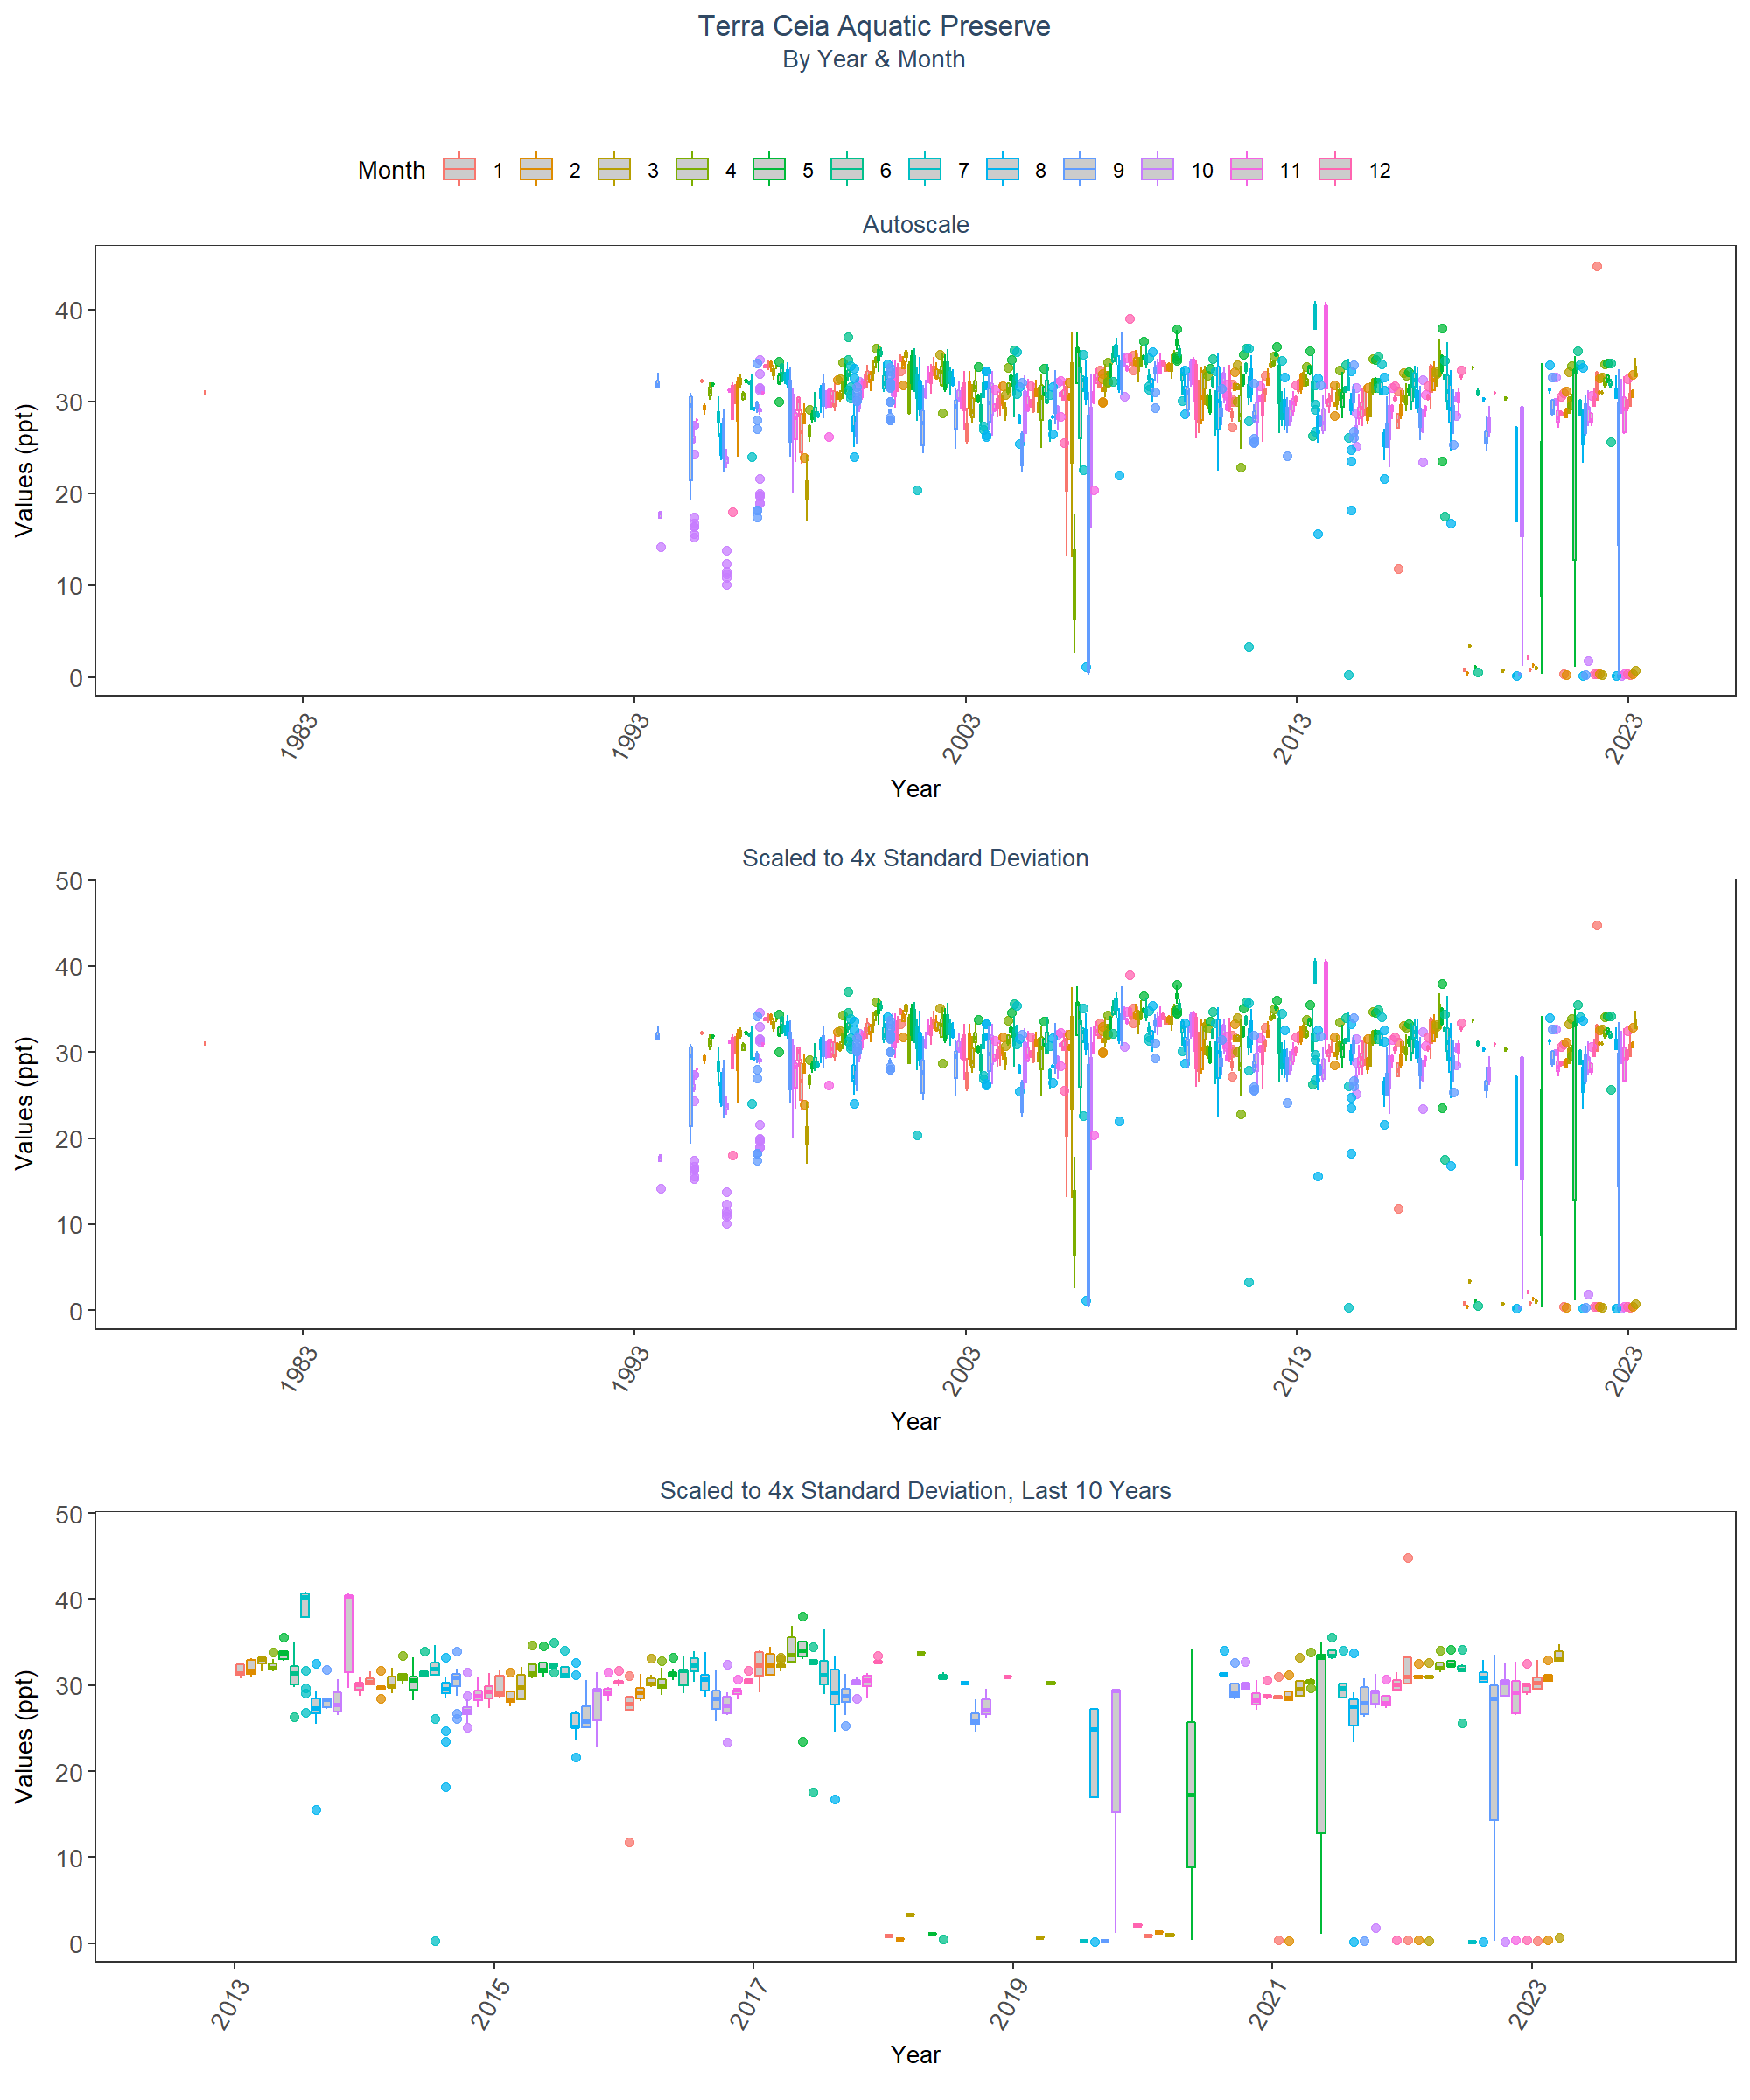 Terra Ceia Aquatic Preserve
By Year & Month
Month 1 2 3 4 5 6 7 8 9 10 11 12
Autoscale
Values (ppt)
40
30
20
10
0
1983 1993 2003 2013 2023
Year
Scaled to 4x Standard Deviation
Values (ppt)
50
40
30
20
10
0
1983 1993 2003 2013 2023
Year
Scaled to 4x Standard Deviation, Last 10 Years
Values (ppt)
50
40
30
20
10
0
2013 2015 2017 2019 2021 2023
Year